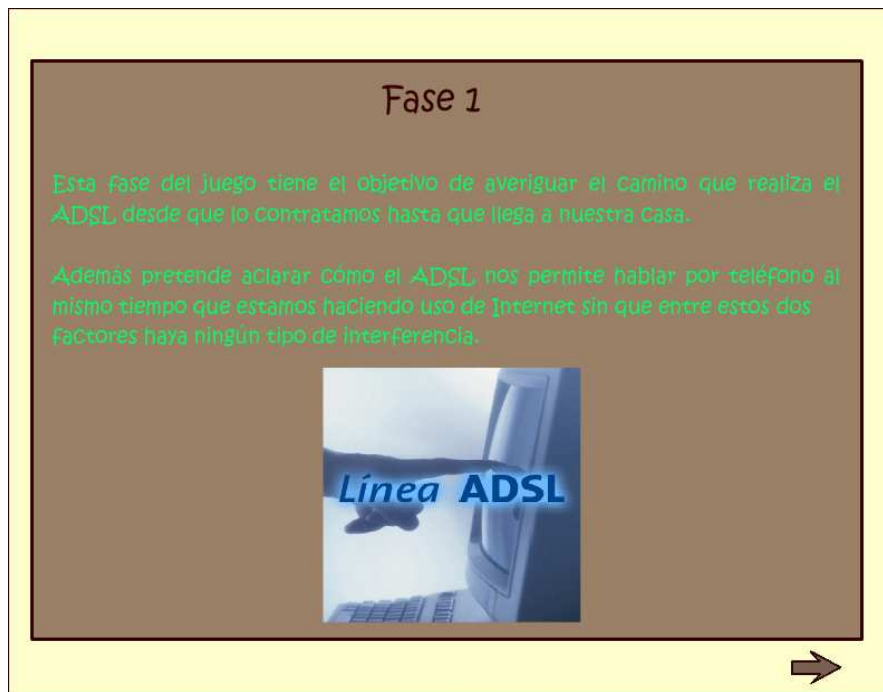 Fase 1
Esta fase del juego tiene el objetivo de averiguar el camino que realiza el
ADSL desde que lo contratamos hasta que llega a nuestra casa.
Además pretende aclarar cómo el ADSL nos permite hablar por teléfono al
mismo tiempo que estamos haciendo uso de Internet sin que entre estos dos
factores haya ningún tipo de interferencia.
Línea ADSL